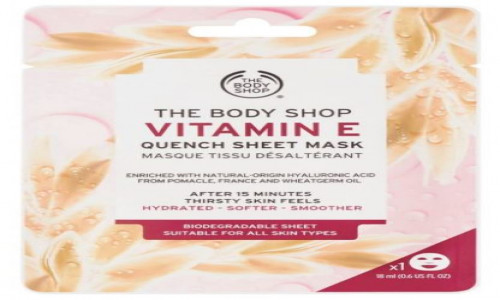 THE
BODY
SHOP
THE BODY SHOP
VITAMIN E
QUENCH SHEET MASK
MASQUE TISSU DÉSALTÉRANT
ENRICHED WITH NATURAL-ORIGIN HYALURONIC ACID
FROM POMACLE, FRANCE AND WHEATGERM OIL
AFTER 15 MINUTES
THIRSTY SKIN FEELS
HYDRATED - SOFTER - SMOOTHER
BIODEGRADABLE SHEET
SUITABLE FOR ALL SKIN TYPES
x1
18 ml (0.6 US FL OZ)